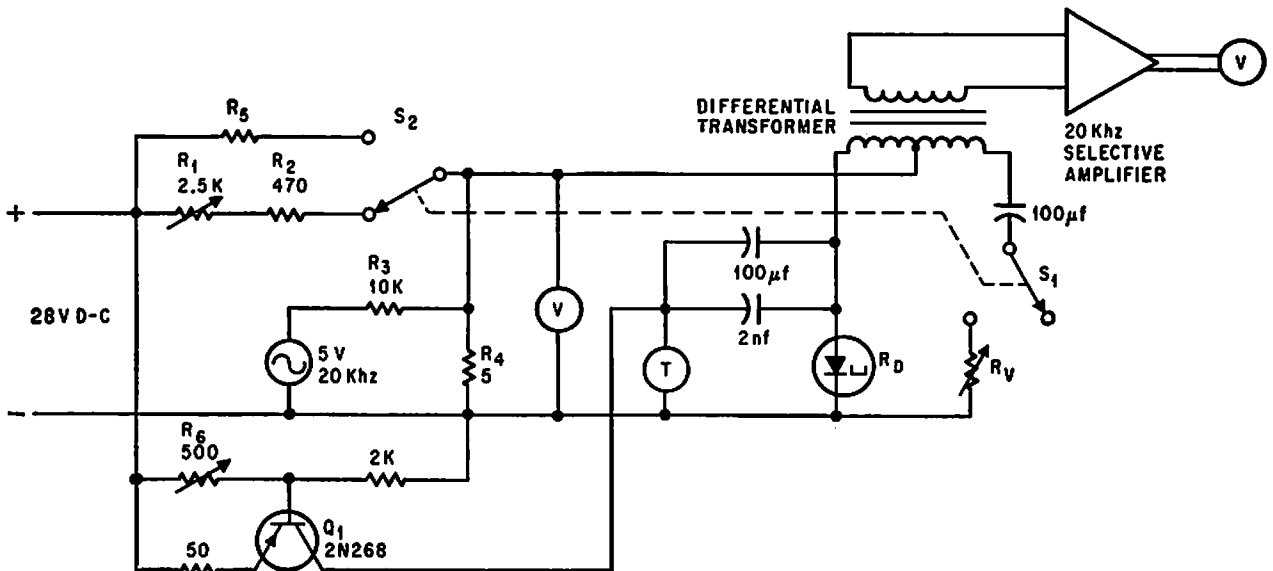 V
DIFFERENTIAL
TRANSFORMER
20 Khz
SELECTIVE
AMPLIFIER
R5
S2
R1
2.5K
R2
470
+
100µf
S1
R3
10K
100µf
28V D-C
V
2nf
5 V
20 Khz
R4
5
T
RD
RV
-
R6
500
2K
Q1
2N268
50